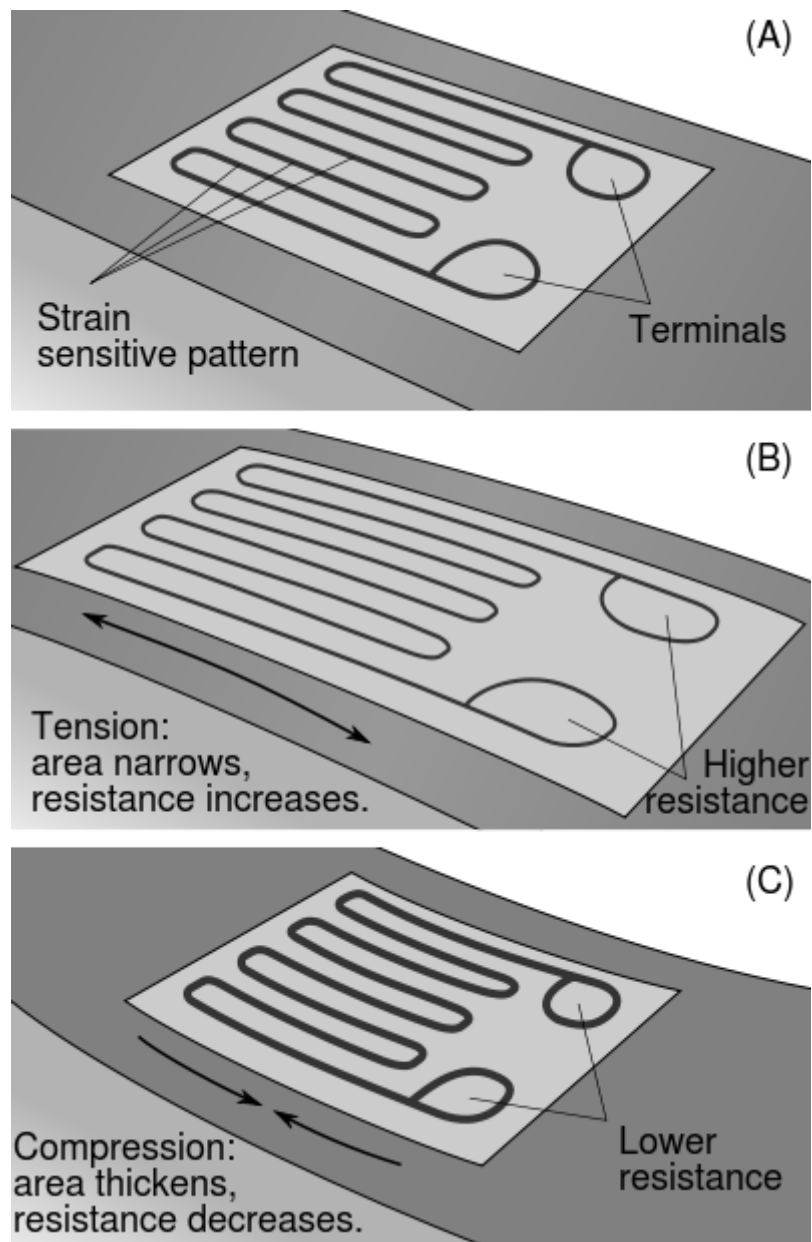 (A)
Strain
sensitive pattern
Terminals
(B)
Tension:
area narrows,
resistance increases.
Higher
resistance
(C)
Compression:
area thickens,
resistance decreases.
Lower
resistance